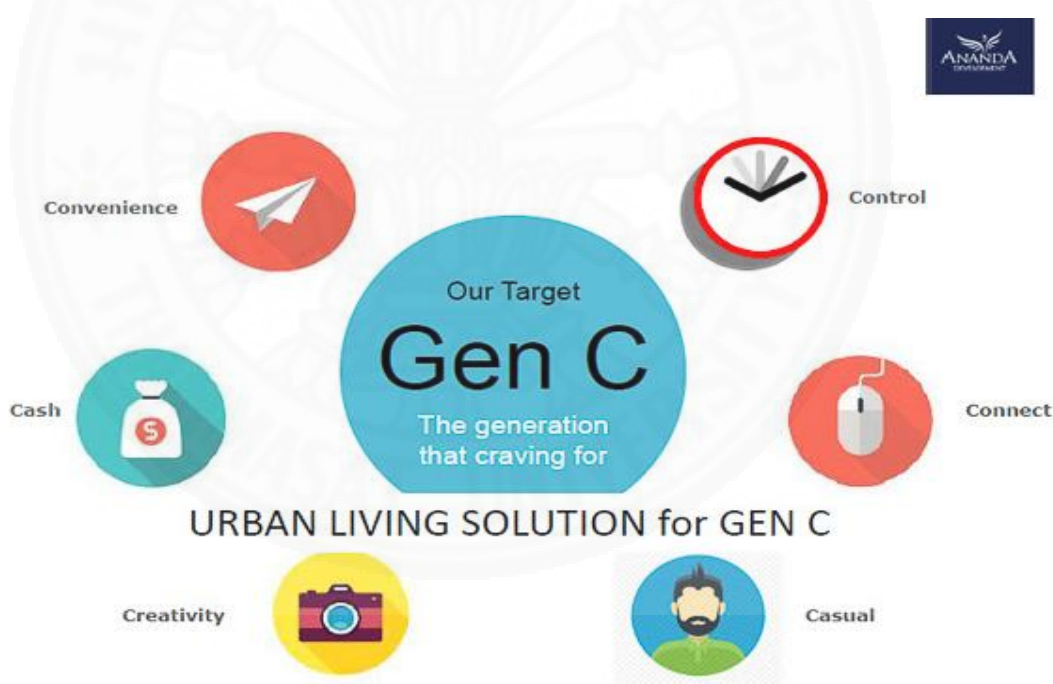 ANANDA
DEVELOPMENT
Convenience
Control
Our Target
Gen C
The generation
that craving for
Cash
Connect
URBAN LIVING SOLUTION for GEN C
Creativity
Casual